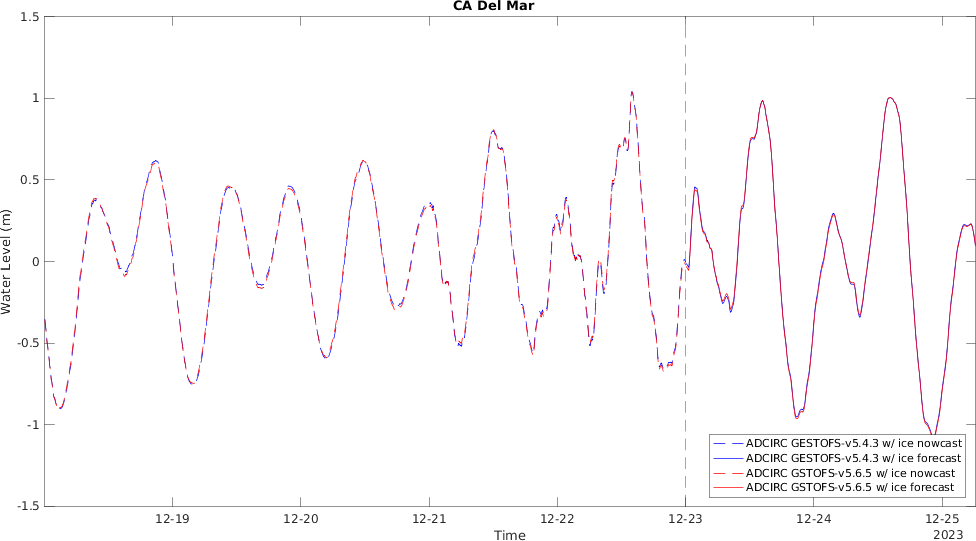 CA Del Mar
1.5
1
0.5
0
-0.5
-1
-1.5
Water Level (m)
12-19
12-20
12-21
12-22
12-23
12-24
12-25
Time
2023
ADCIRC GESTOFS-v5.4.3 w/ ice nowcast
ADCIRC GESTOFS-v5.4.3 w/ ice forecast
ADCIRC GSTOFS-v5.6.5 w/ ice nowcast
ADCIRC GSTOFS-v5.6.5 w/ ice forecast